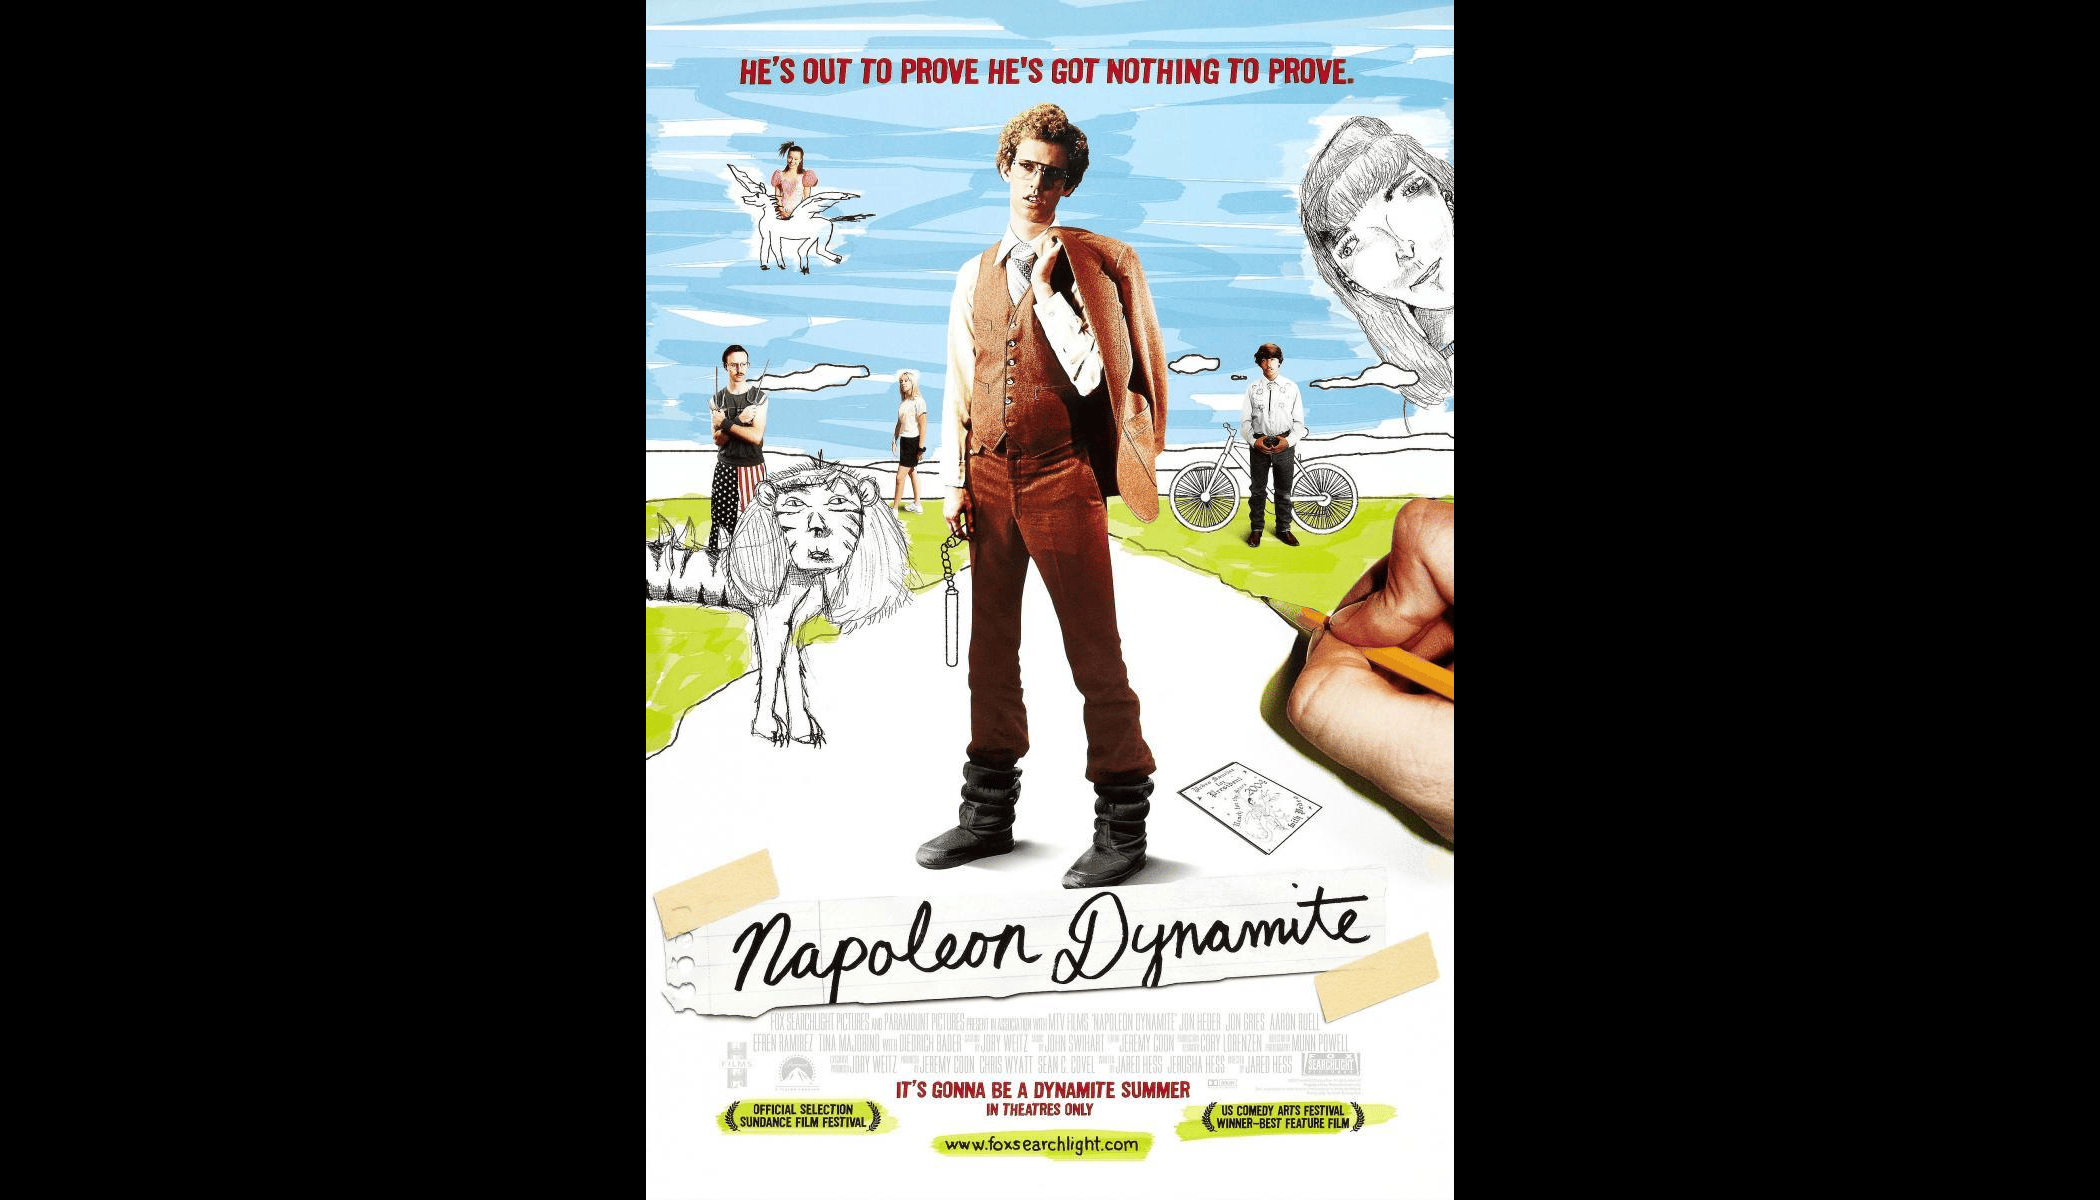 HE'S OUT TO PROVE HE'S GOT NOTHING TO PROVE.
Napoleon Dynamite
FOX SEARCHLIGHT PICTURES AND PARAMOUNT PICTURES PRESENT IN ASSOCIATION WITH MTV FILMS 'NAPOLEON DYNAMITE' JON HEDER JON GRIES AARON RUELL
EFREN RAMIREZ TINA MAJORINO WITH DIEDRICH BADER JORY WEITZ JOHN SWIHART JEREMY COON CORY LORENZEN MUNN POWELL
JORY WEITZ JEREMY COON CHRIS WYATT SEAN C. COVEL JARED HESS JERUSHA HESS JARED HESS
FILMS
FOX
SEARCHLIGHT
IT'S GONNA BE A DYNAMITE SUMMER
IN THEATRES ONLY
OFFICIAL SELECTION
SUNDANCE FILM FESTIVAL
US COMEDY ARTS FESTIVAL
WINNER–BEST FEATURE FILM
www.foxsearchlight.com